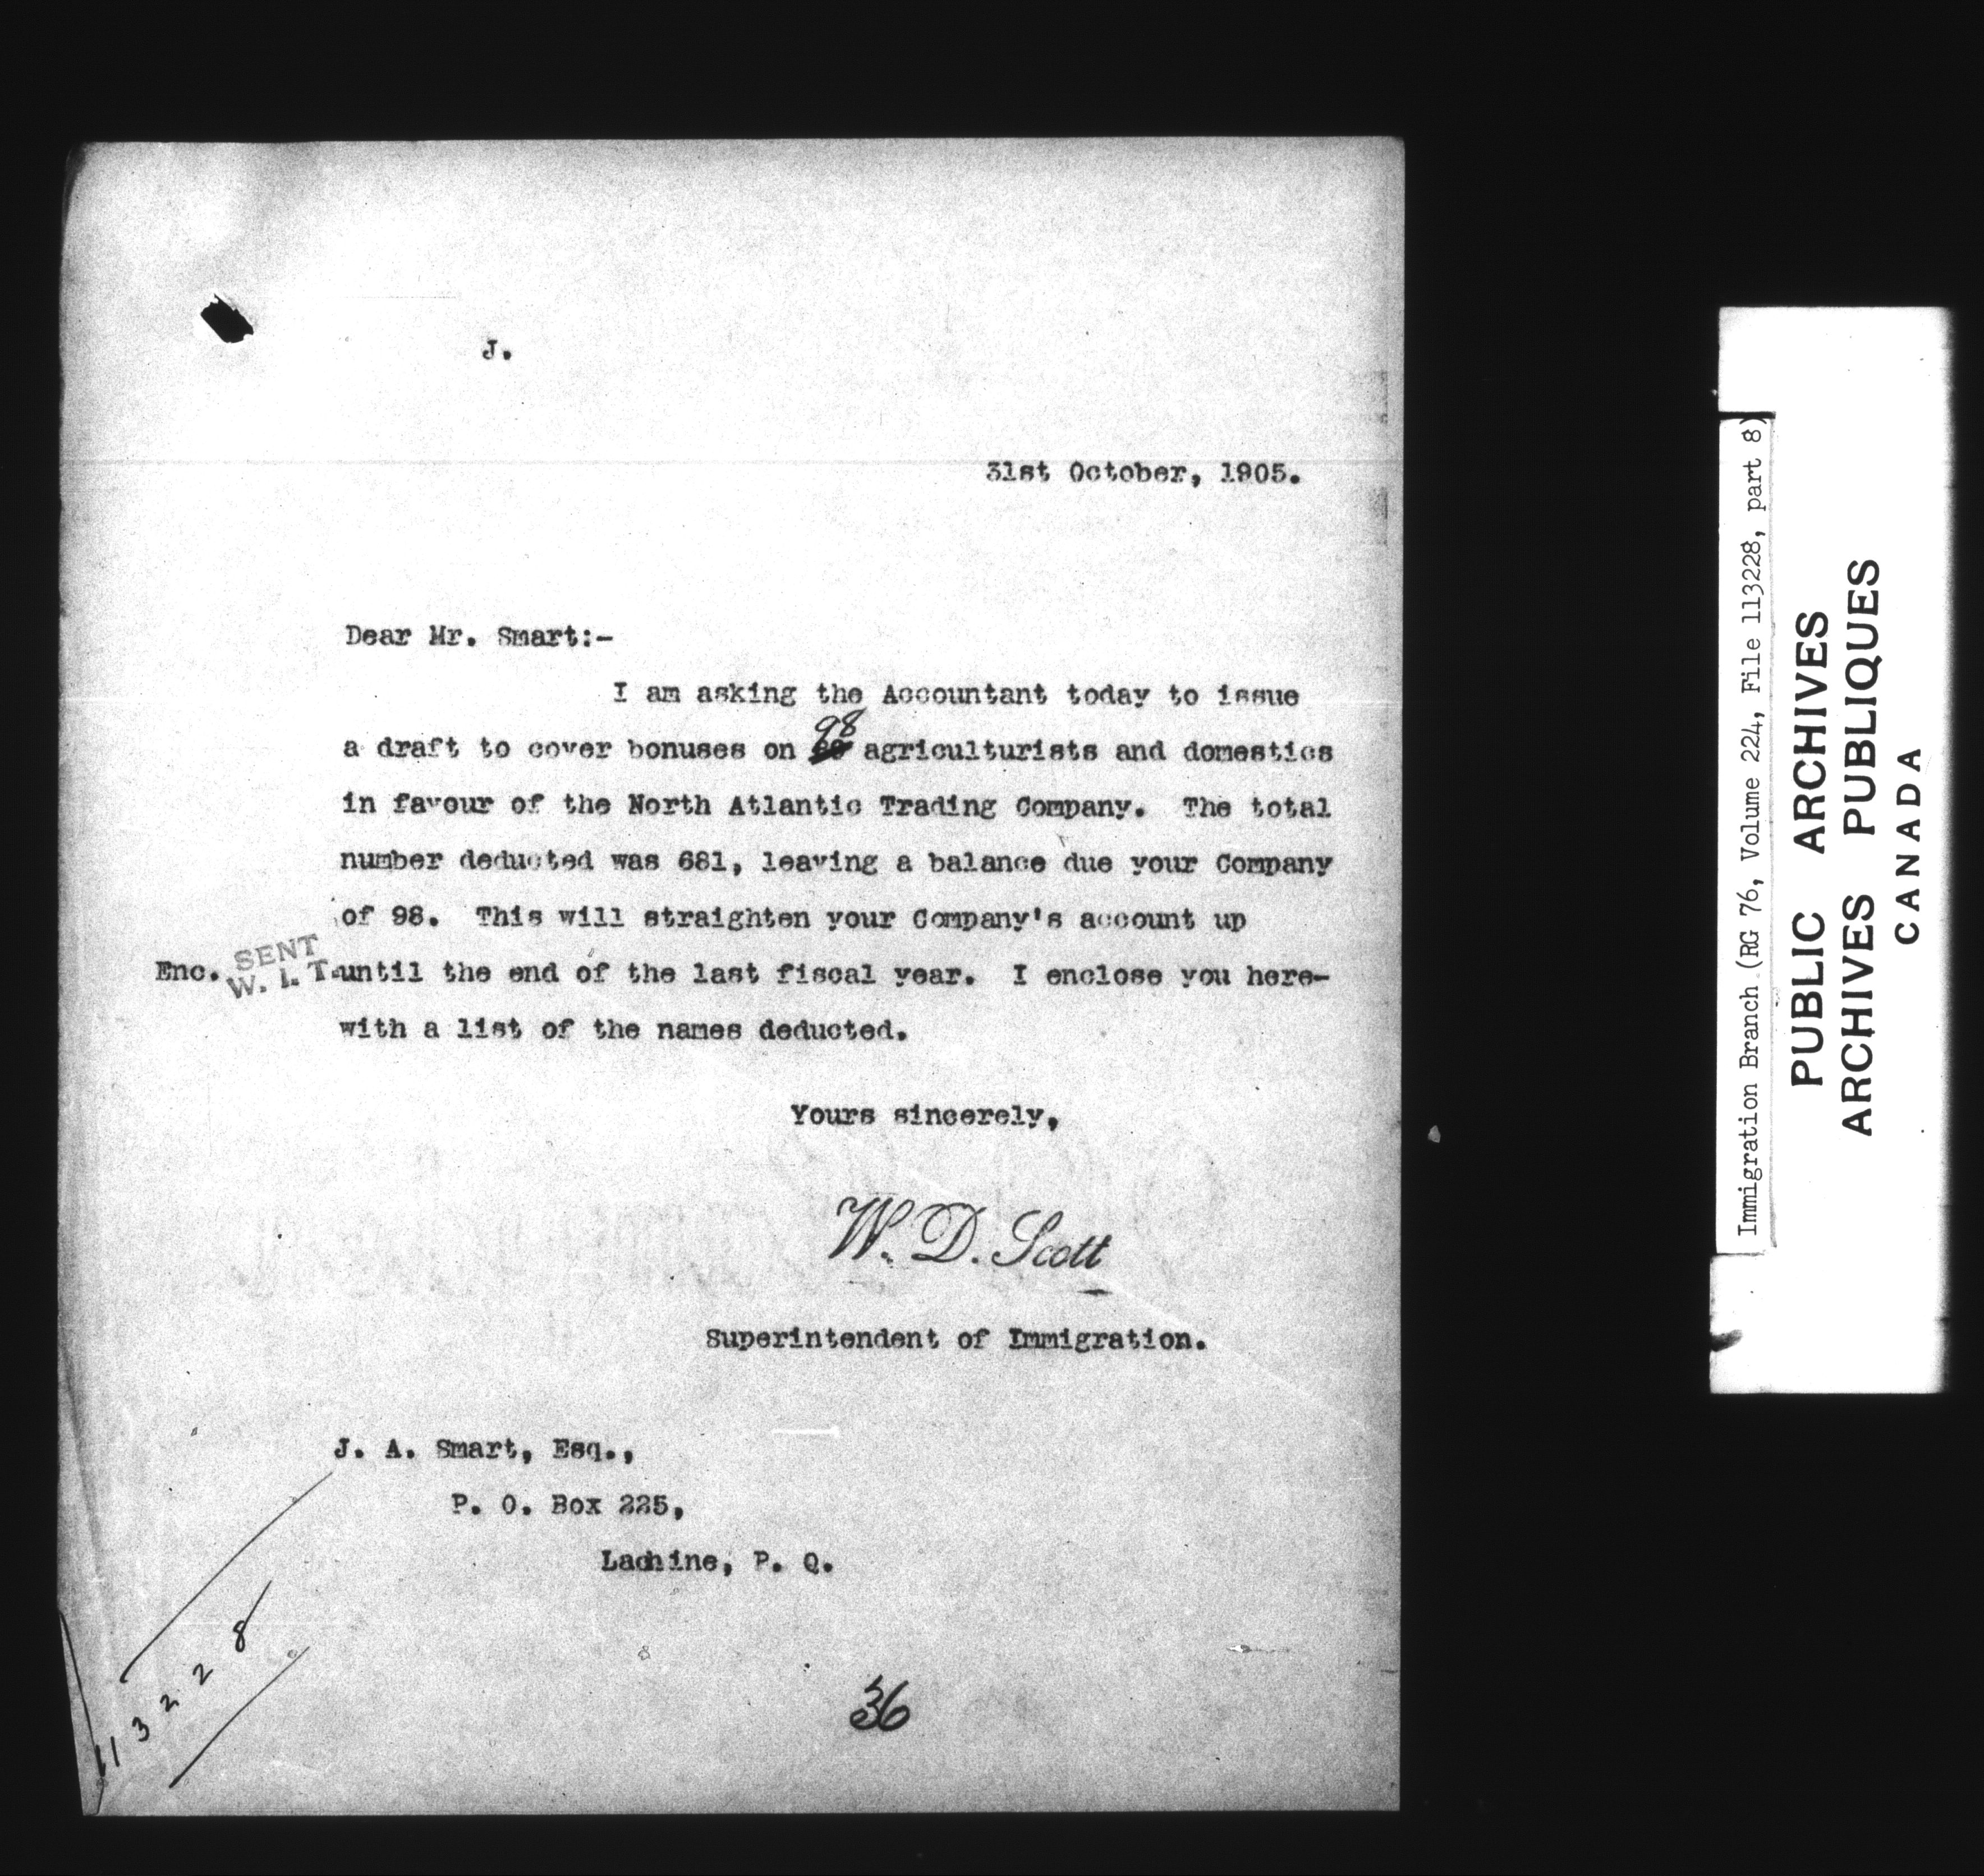 J.
31st October, 1905.
Dear Mr. Smart:-
I am asking the Accountant today to issue
98
a draft to cover bonuses on agriculturists and domestics
in favour of the North Atlantic Trading Company. The total
number deducted was 681, leaving a balance due your Company
of 98. This will straighten your Company's account up
SENT
Enc. W. I. T. until the end of the last fiscal year. I enclose you here-
with a list of the names deducted.
Yours sincerely,
W. D. Scott
Superintendent of Immigration.
J. A. Smart, Esq.,
P. O. Box 225,
Lachine, P. Q.
113228
36
Immigration Branch (RG 76, Volume 224, File 113228, part 8)
PUBLIC ARCHIVES
ARCHIVES PUBLIQUES
CANADA